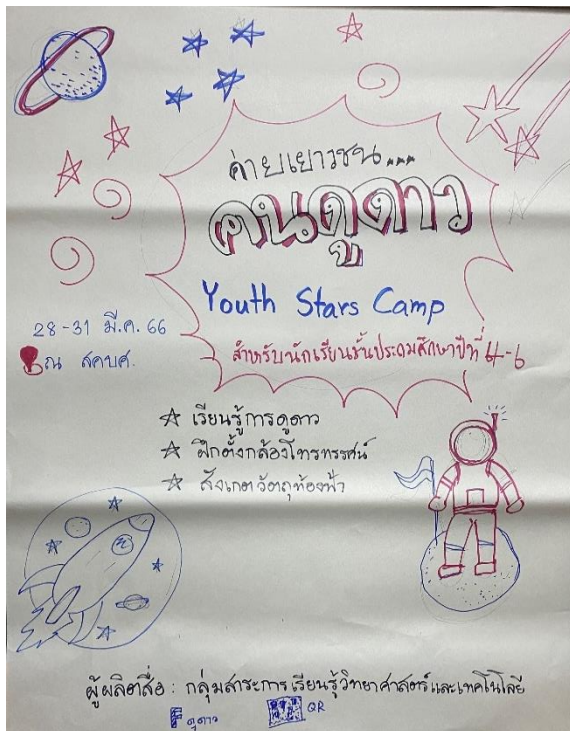 ค่ายเยาวชน...
คนดูดาว
Youth Stars Camp
28-31 มี.ค. 66
ณ สคบศ.
สำหรับนักเรียนชั้นประถมศึกษาปีที่ 4-6
☆ เรียนรู้การดูดาว
☆ ฝึกตั้งกล้องโทรทรรศน์
☆ สังเกตวัตถุท้องฟ้า
ผู้ผลิตสื่อ : กลุ่มสาระการเรียนรู้วิทยาศาสตร์และเทคโนโลยี
F ดูดาว QR